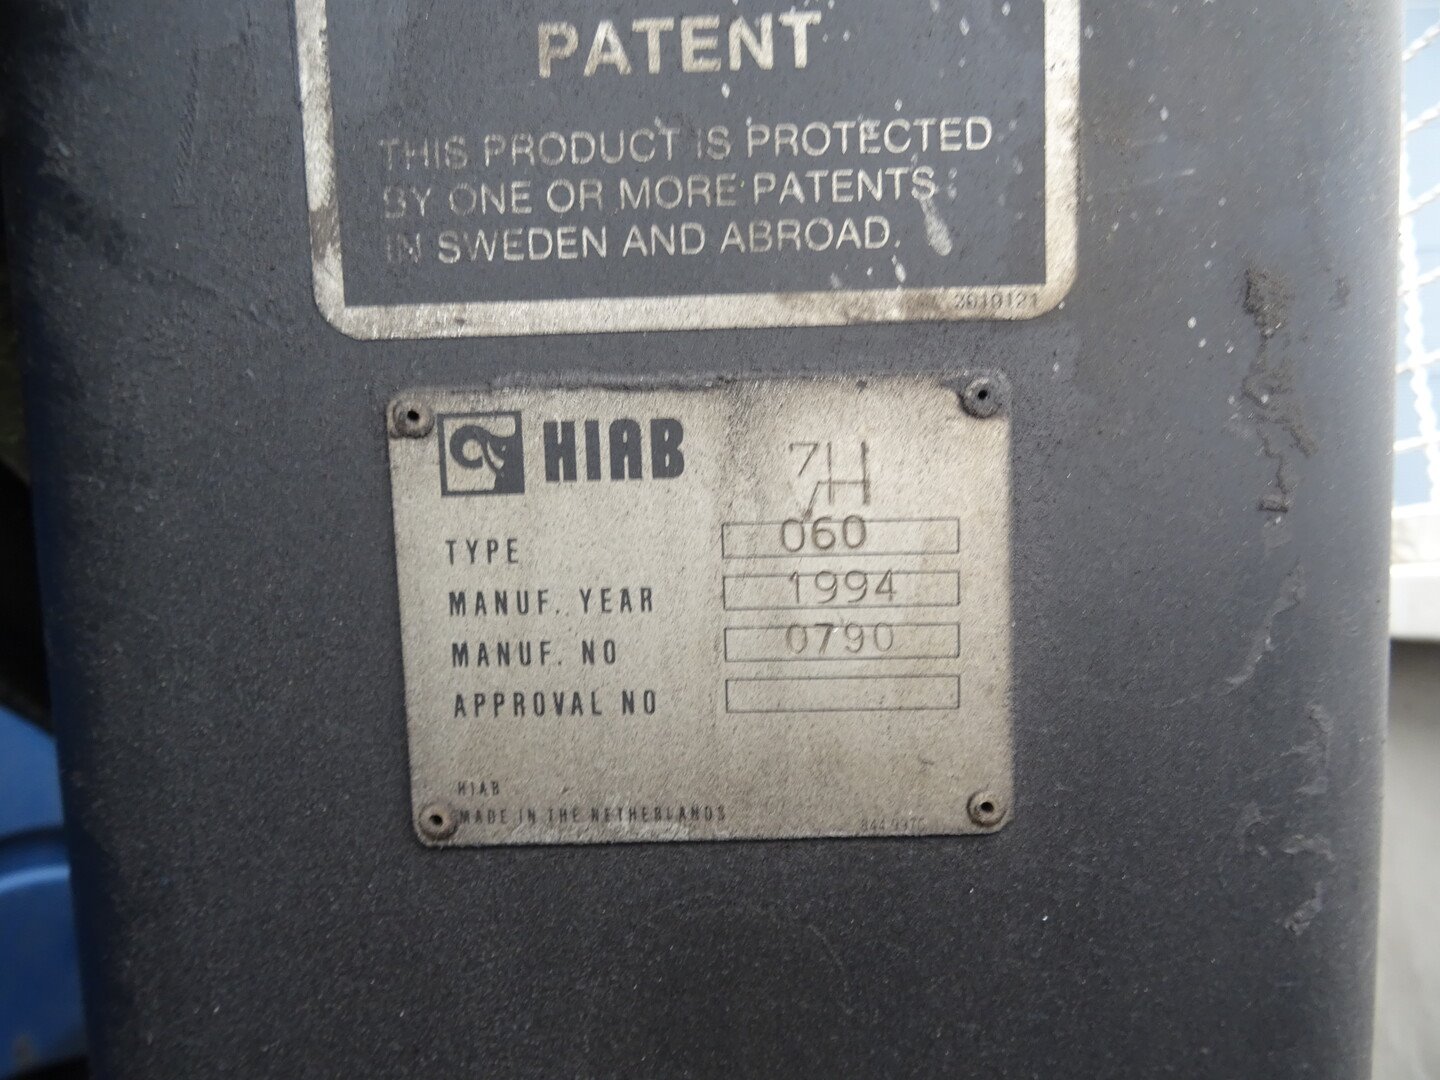 PATENT
THIS PRODUCT IS PROTECTED
BY ONE OR MORE PATENTS
IN SWEDEN AND ABROAD.
3610121
HIAB
7H
TYPE 060
MANUF. YEAR 1994
MANUF. NO 0790
APPROVAL NO
HIAB
MADE IN THE NETHERLANDS